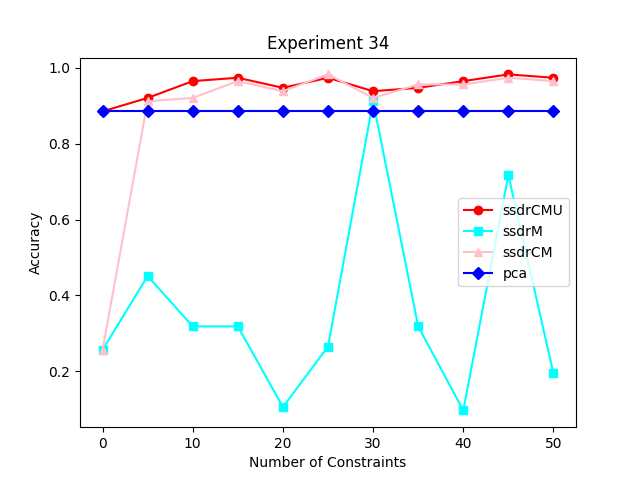 Experiment 34
Accuracy
1.0
0.8
0.6
0.4
0.2
ssdrCMU
ssdrM
ssdrCM
pca
0 10 20 30 40 50
Number of Constraints